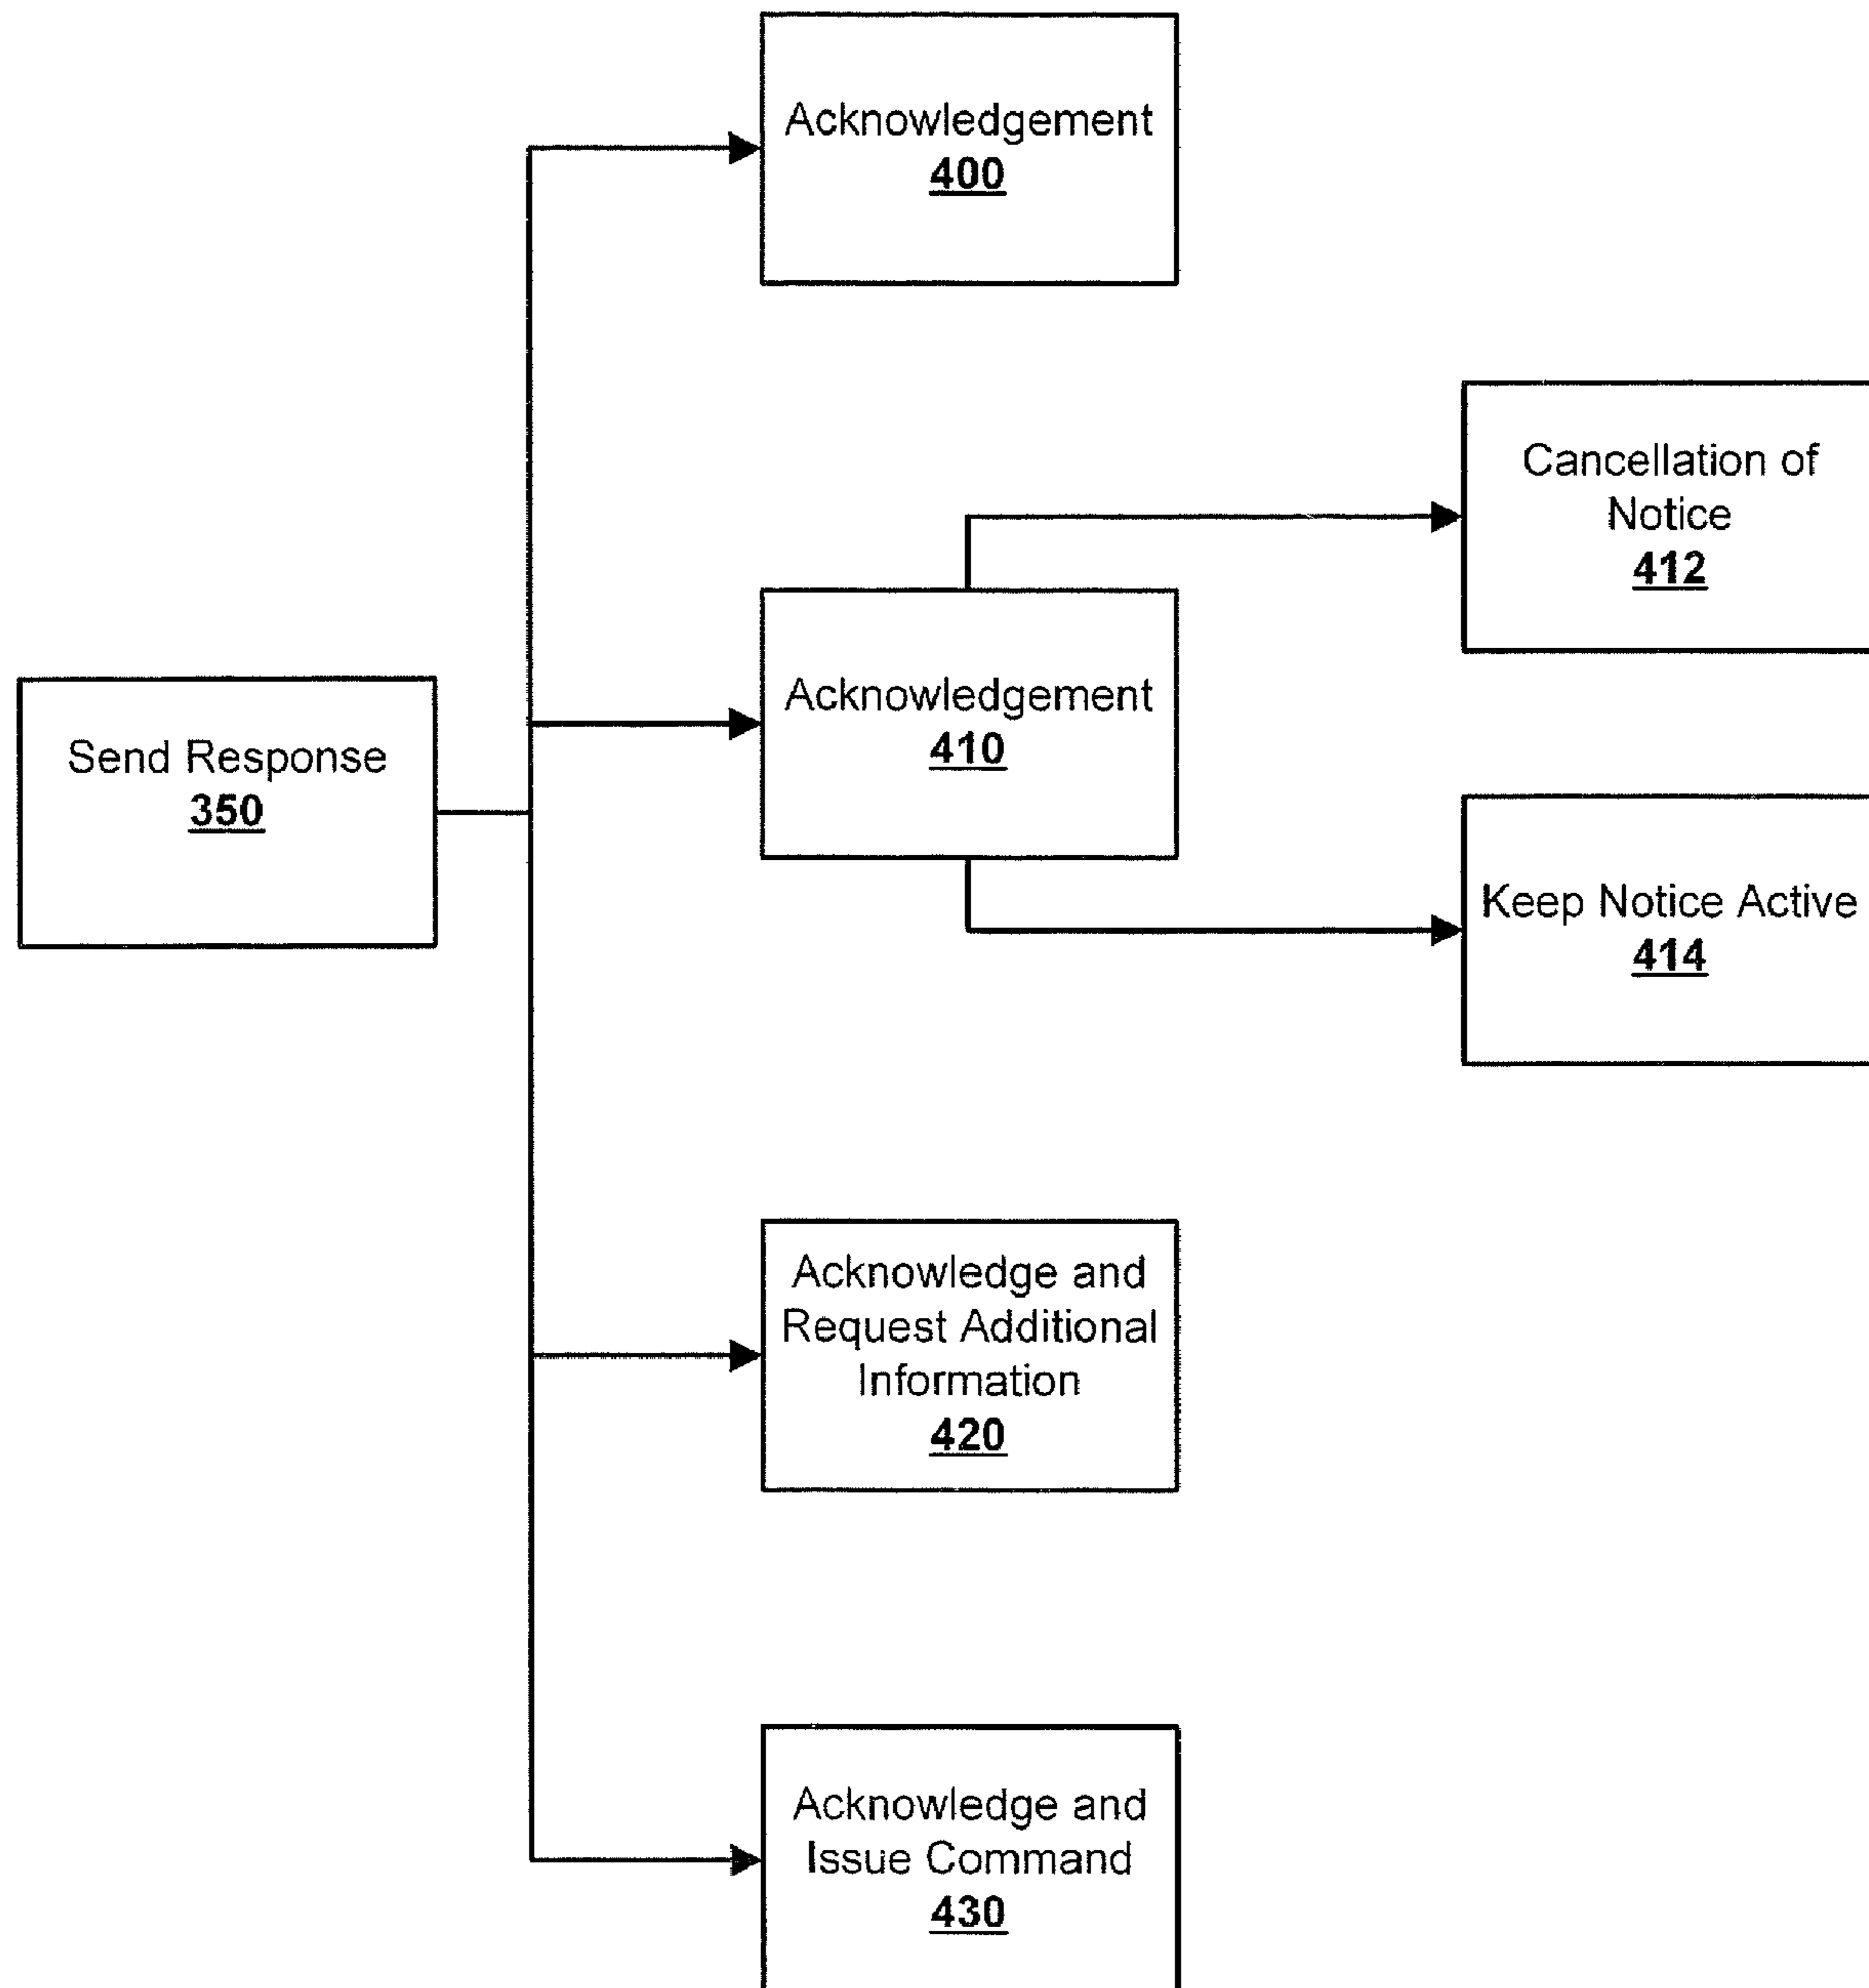 Acknowledgement
400
Cancellation of
Notice
412
Acknowledgement
410
Send Response
350
Keep Notice Active
414
Acknowledge and
Request Additional
Information
420
Acknowledge and
Issue Command
430